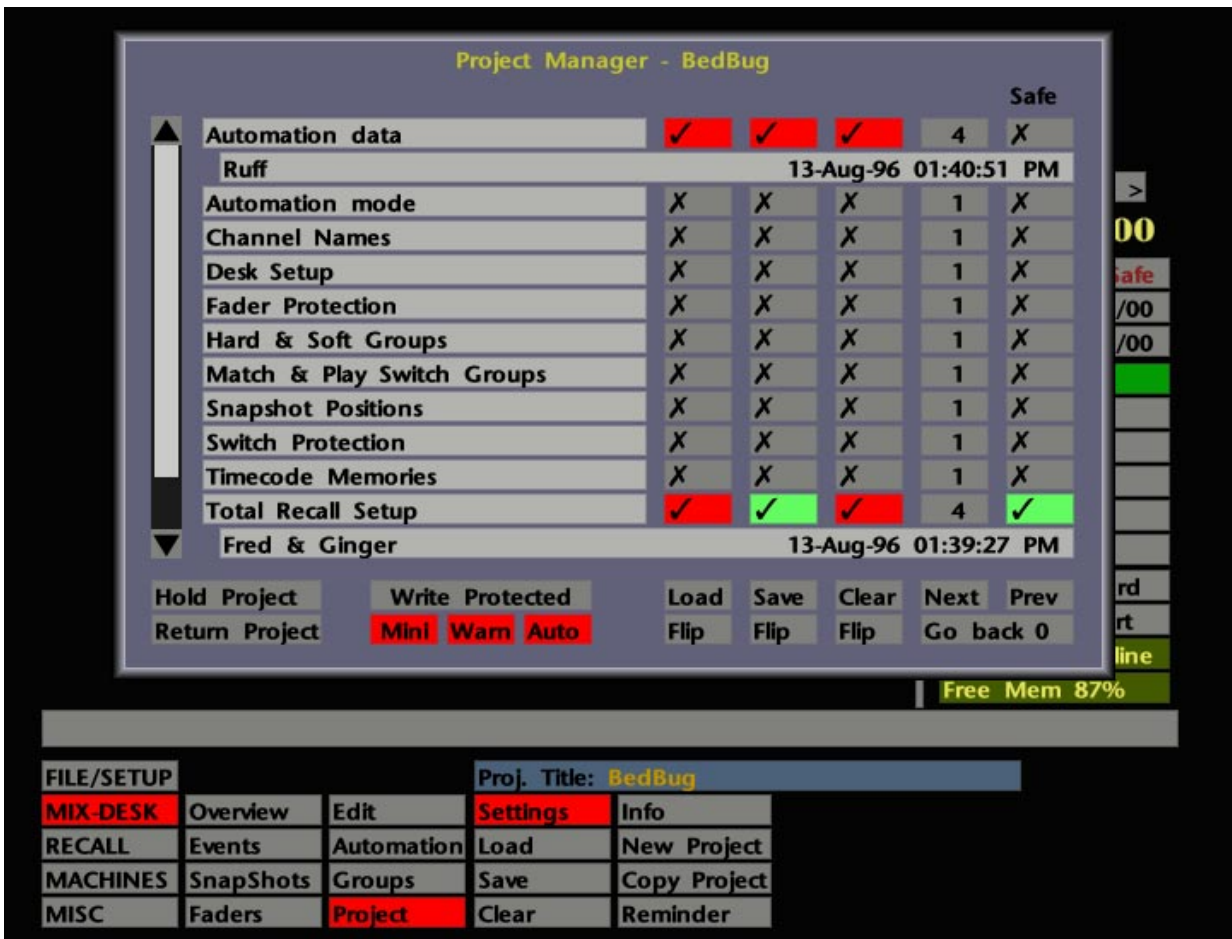 Project Manager - BedBug
Safe
Automation data ✓ ✓ ✓ 4 ✗
Ruff 13-Aug-96 01:40:51 PM
Automation mode ✗ ✗ ✗ 1 ✗
Channel Names ✗ ✗ ✗ 1 ✗
Desk Setup ✗ ✗ ✗ 1 ✗
Fader Protection ✗ ✗ ✗ 1 ✗
Hard & Soft Groups ✗ ✗ ✗ 1 ✗
Match & Play Switch Groups ✗ ✗ ✗ 1 ✗
Snapshot Positions ✗ ✗ ✗ 1 ✗
Switch Protection ✗ ✗ ✗ 1 ✗
Timecode Memories ✗ ✗ ✗ 1 ✗
Total Recall Setup ✓ ✓ ✓ 4 ✓
Fred & Ginger 13-Aug-96 01:39:27 PM
Hold Project Write Protected Load Save Clear Next Prev
Return Project Mini Warn Auto Flip Flip Flip Go back 0
>
00
afe
/00
/00
rd
rt
line
Free Mem 87%
FILE/SETUP Proj. Title: BedBug
MIX-DESK Overview Edit Settings Info
RECALL Events Automation Load New Project
MACHINES SnapShots Groups Save Copy Project
MISC Faders Project Clear Reminder